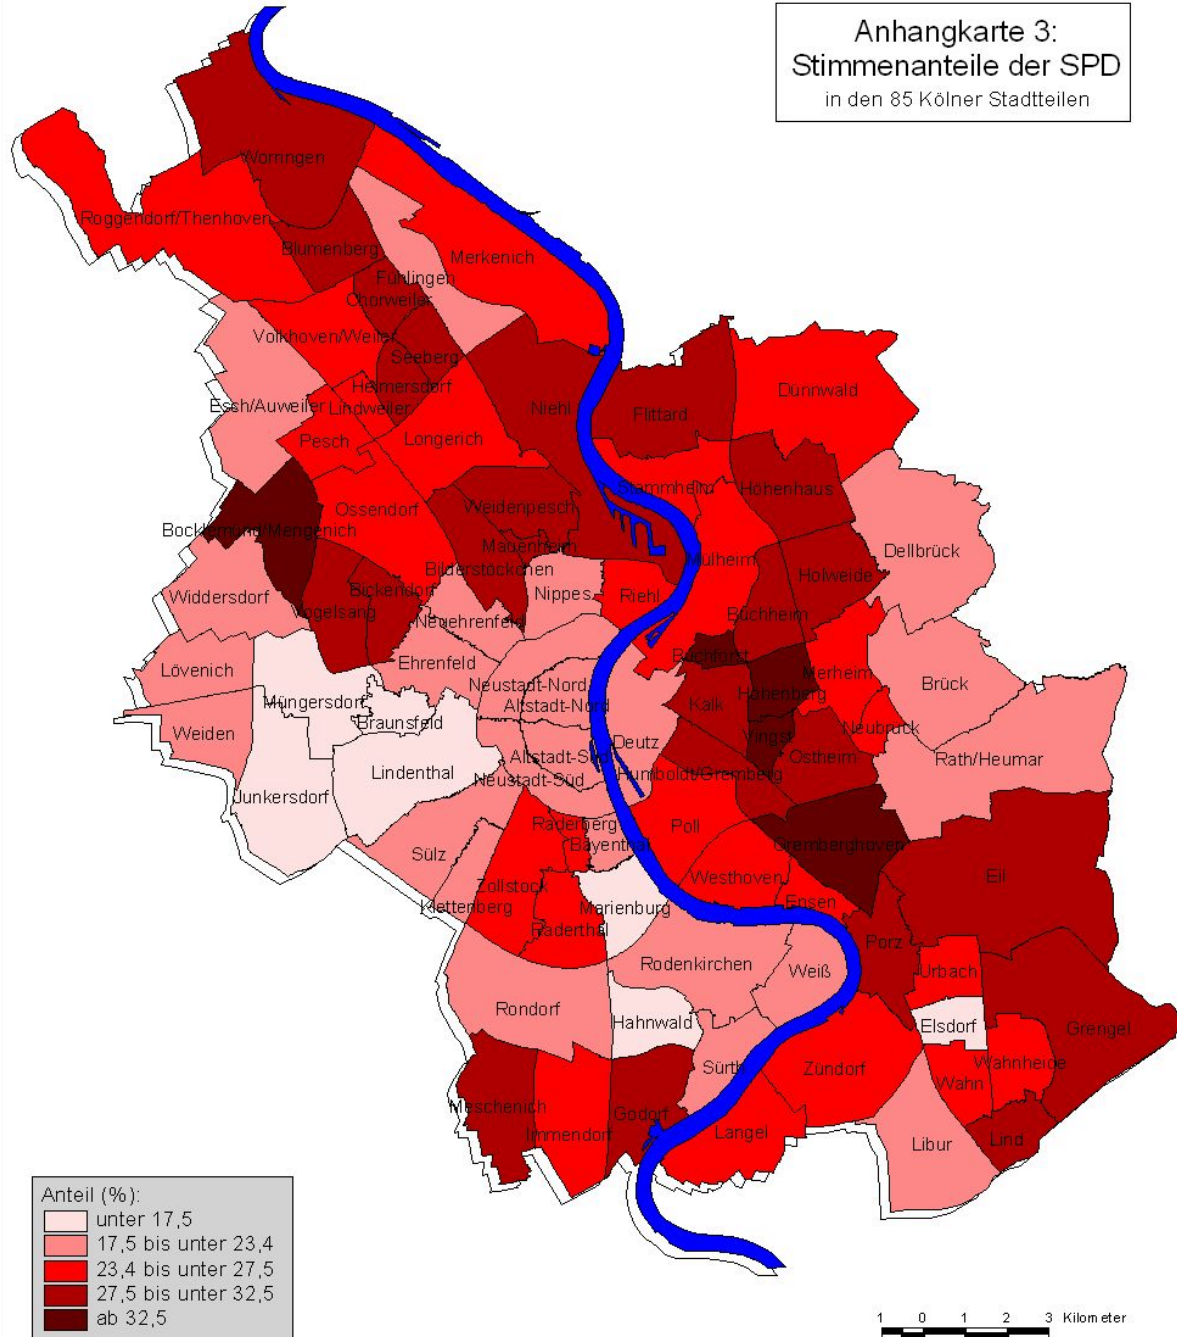 Anhangkarte 3:
Stimmenanteile der SPD
in den 85 Kölner Stadtteilen
Worringen
Roggendorf/Thenhoven
Blumenberg
Merkenich
Fühlingen
Chorweiler
Volkhoven/Weiler
Seeberg
Heimersdorf
Lindweiler
Esch/Auweiler
Pesch
Longerich
Niehl
Flittard
Dünnwald
Ossendorf
Weidenpesch
Stammheim
Höhenhaus
Bocklemünd/Mengenich
Mauenheim
Mülheim
Dellbrück
Bilderstöckchen
Holweide
Widdersdorf
Vogelsang
Bickendorf
Nippes
Riehl
Buchheim
Neuehrenfeld
Lövenich
Ehrenfeld
Buchforst
Merheim
Brück
Müngersdorf
Neustadt-Nord
Altstadt-Nord
Kalk
Höhenberg
Braunsfeld
Neubrück
Weiden
Deutz
Vingst
Ostheim
Rath/Heumar
Lindenthal
Altstadt-Süd
Neustadt-Süd
Humboldt/Gremberg
Junkersdorf
Raderberg
Bayenthal
Poll
Gremberghoven
Sülz
Eil
Zollstock
Westhoven
Klettenberg
Marienburg
Ensen
Raderthal
Porz
Rodenkirchen
Weiß
Urbach
Rondorf
Hahnwald
Elsdorf
Grengel
Sürth
Zündorf
Wahn
Wahnheide
Meschenich
Immendorf
Godorf
Langel
Libur
Lind
Anteil (%):
unter 17,5
17,5 bis unter 23,4
23,4 bis unter 27,5
27,5 bis unter 32,5
ab 32,5
1 0 1 2 3 Kilometer